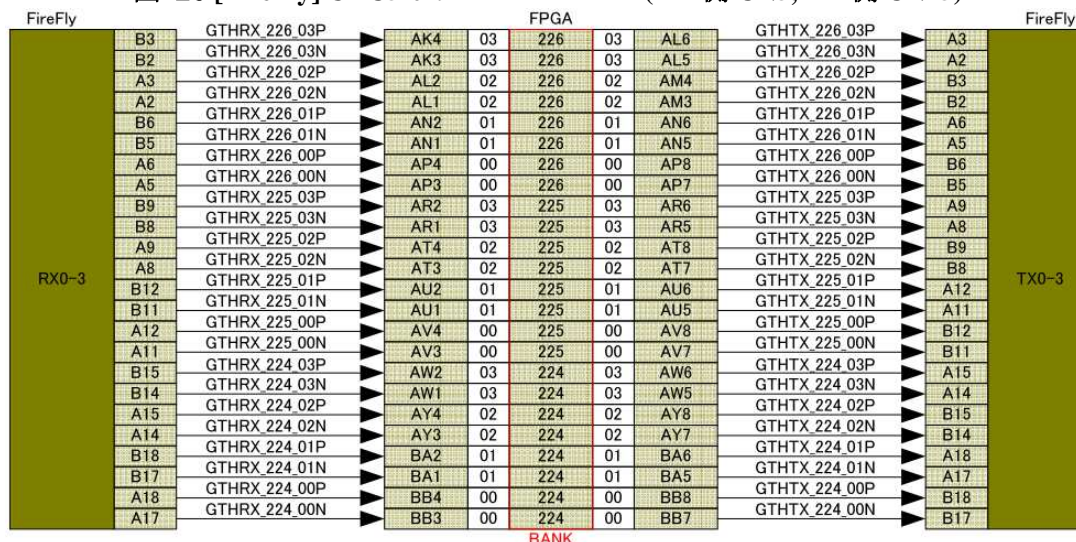 FireFly FPGA FireFly
RX0-3
TX0-3
B3 GTHRX_226_03P AK4 03 226 03 AL6 GTHTX_226_03P A3
B2 GTHRX_226_03N AK3 03 226 03 AL5 GTHTX_226_03N A2
A3 GTHRX_226_02P AL2 02 226 02 AM4 GTHTX_226_02P B3
A2 GTHRX_226_02N AL1 02 226 02 AM3 GTHTX_226_02N B2
B6 GTHRX_226_01P AN2 01 226 01 AN6 GTHTX_226_01P A6
B5 GTHRX_226_01N AN1 01 226 01 AN5 GTHTX_226_01N A5
A6 GTHRX_226_00P AP4 00 226 00 AP8 GTHTX_226_00P B6
A5 GTHRX_226_00N AP3 00 226 00 AP7 GTHTX_226_00N B5
B9 GTHRX_225_03P AR2 03 225 03 AR6 GTHTX_225_03P A9
B8 GTHRX_225_03N AR1 03 225 03 AR5 GTHTX_225_03N A8
A9 GTHRX_225_02P AT4 02 225 02 AT8 GTHTX_225_02P B9
A8 GTHRX_225_02N AT3 02 225 02 AT7 GTHTX_225_02N B8
B12 GTHRX_225_01P AU2 01 225 01 AU6 GTHTX_225_01P A12
B11 GTHRX_225_01N AU1 01 225 01 AU5 GTHTX_225_01N A11
A12 GTHRX_225_00P AV4 00 225 00 AV8 GTHTX_225_00P B12
A11 GTHRX_225_00N AV3 00 225 00 AV7 GTHTX_225_00N B11
B15 GTHRX_224_03P AW2 03 224 03 AW6 GTHTX_224_03P A15
B14 GTHRX_224_03N AW1 03 224 03 AW5 GTHTX_224_03N A14
A15 GTHRX_224_02P AY4 02 224 02 AY8 GTHTX_224_02P B15
A14 GTHRX_224_02N AY3 02 224 02 AY7 GTHTX_224_02N B14
B18 GTHRX_224_01P BA2 01 224 01 BA6 GTHTX_224_01P A18
B17 GTHRX_224_01N BA1 01 224 01 BA5 GTHTX_224_01N A17
A18 GTHRX_224_00P BB4 00 224 00 BB8 GTHTX_224_00P B18
A17 GTHRX_224_00N BB3 00 224 00 BB7 GTHTX_224_00N B17
BANK